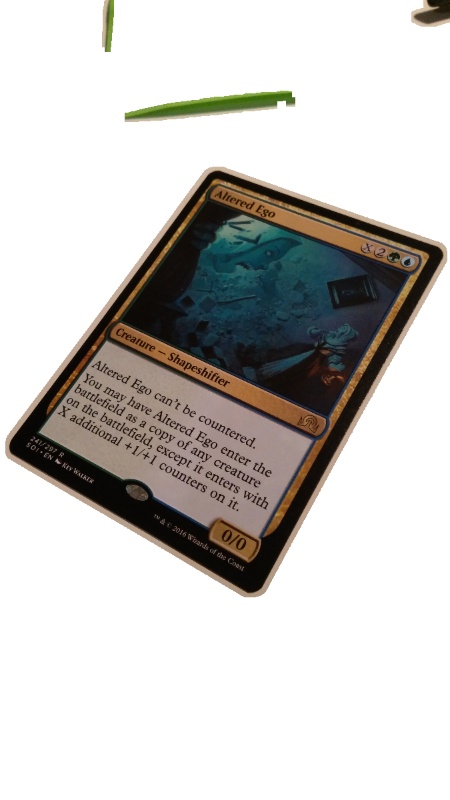 Altered Ego
X 2
Creature — Shapeshifter
Altered Ego can't be countered.
You may have Altered Ego enter the
battlefield as a copy of any creature
on the battlefield, except it enters with
X additional +1/+1 counters on it.
0/0
241/297 R
SOI • EN KEV WALKER
™ & © 2016 Wizards of the Coast